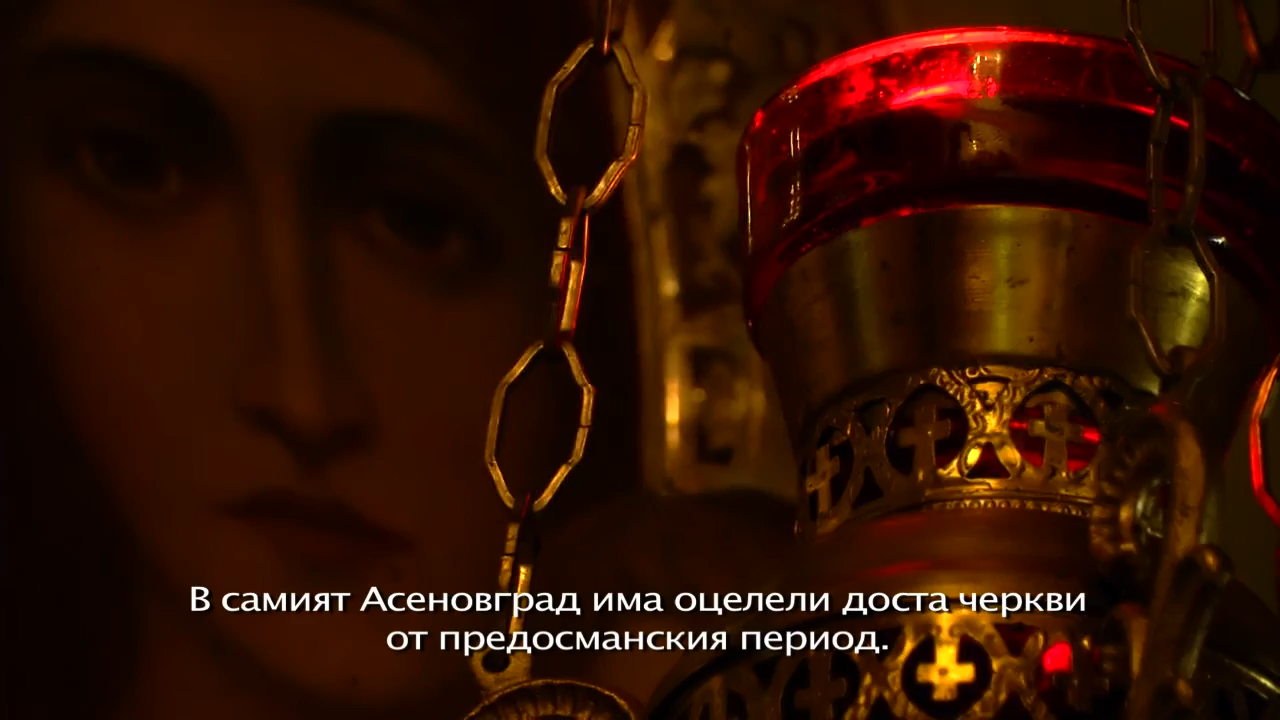 В самият Асеновград има оцелели доста черкви
от предосманския период.